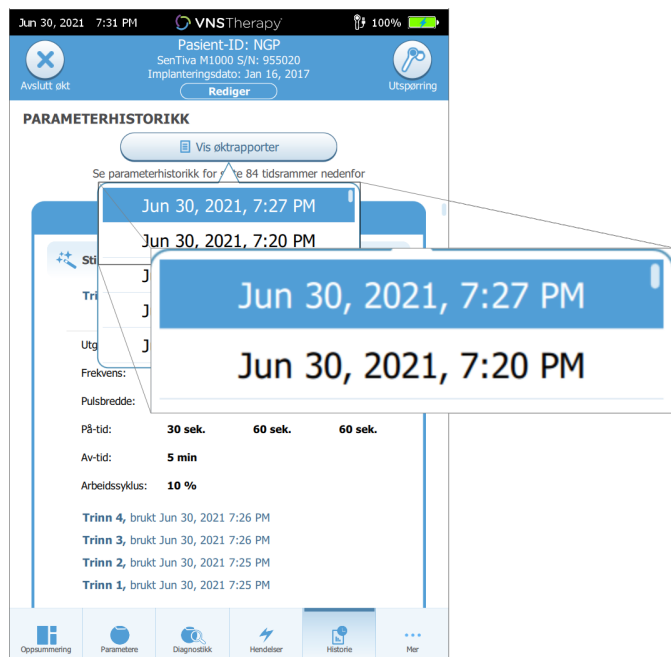 Jun 30, 2021 7:31 PM VNSTherapy 100%
Pasient-ID: NGP
SenTiva M1000 S/N: 955020
Implanteringsdato: Jan 16, 2017
Avslutt økt Rediger Utspørring
PARAMETERHISTORIKK
Vis øktrapporter
Se parameterhistorikk for te 84 tidsrammer nedenfor
Jun 30, 2021, 7:27 PM
Jun 30, 2021, 7:20 PM
Jun 30, 2021, 7:27 PM
Jun 30, 2021, 7:20 PM
Sti
J
Tri
J
Utg
J
Frekvens:
Pulsbredde:
På-tid: 30 sek. 60 sek. 60 sek.
Av-tid: 5 min
Arbeidssyklus: 10 %
Trinn 4, brukt Jun 30, 2021 7:26 PM
Trinn 3, brukt Jun 30, 2021 7:26 PM
Trinn 2, brukt Jun 30, 2021 7:25 PM
Trinn 1, brukt Jun 30, 2021 7:25 PM
Oppsummering Parametere Diagnostikk Hendelser Historie Mer